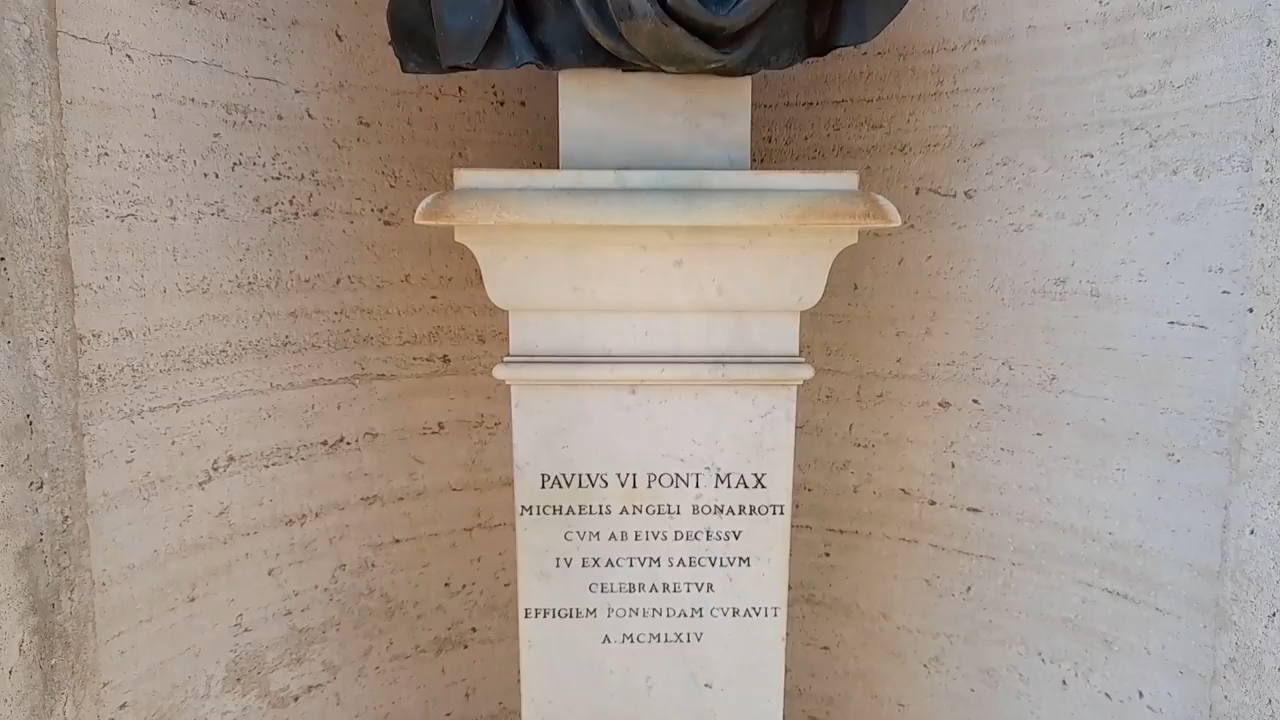 PAVLVS VI PONT. MAX
MICHAELIS ANGELI BONARROTI
CVM AB EIVS DECESSV
IV EXACTVM SAECVLVM
CELEBRARETVR
EFFIGIEM PONENDAM CVRAVIT
A. MCMLXIV